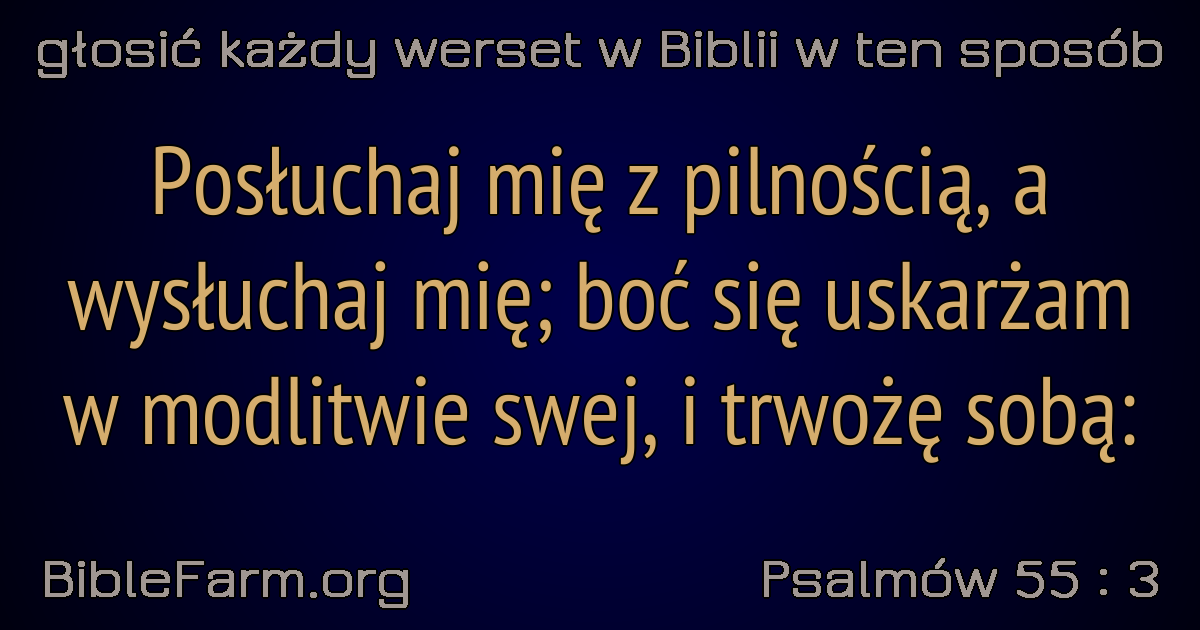 głosić każdy werset w Biblii w ten sposób
Posłuchaj mię z pilnością, a
wysłuchaj mię; boć się uskarżam
w modlitwie swej, i trwożę sobą:
BibleFarm.org
Psalmów 55 : 3